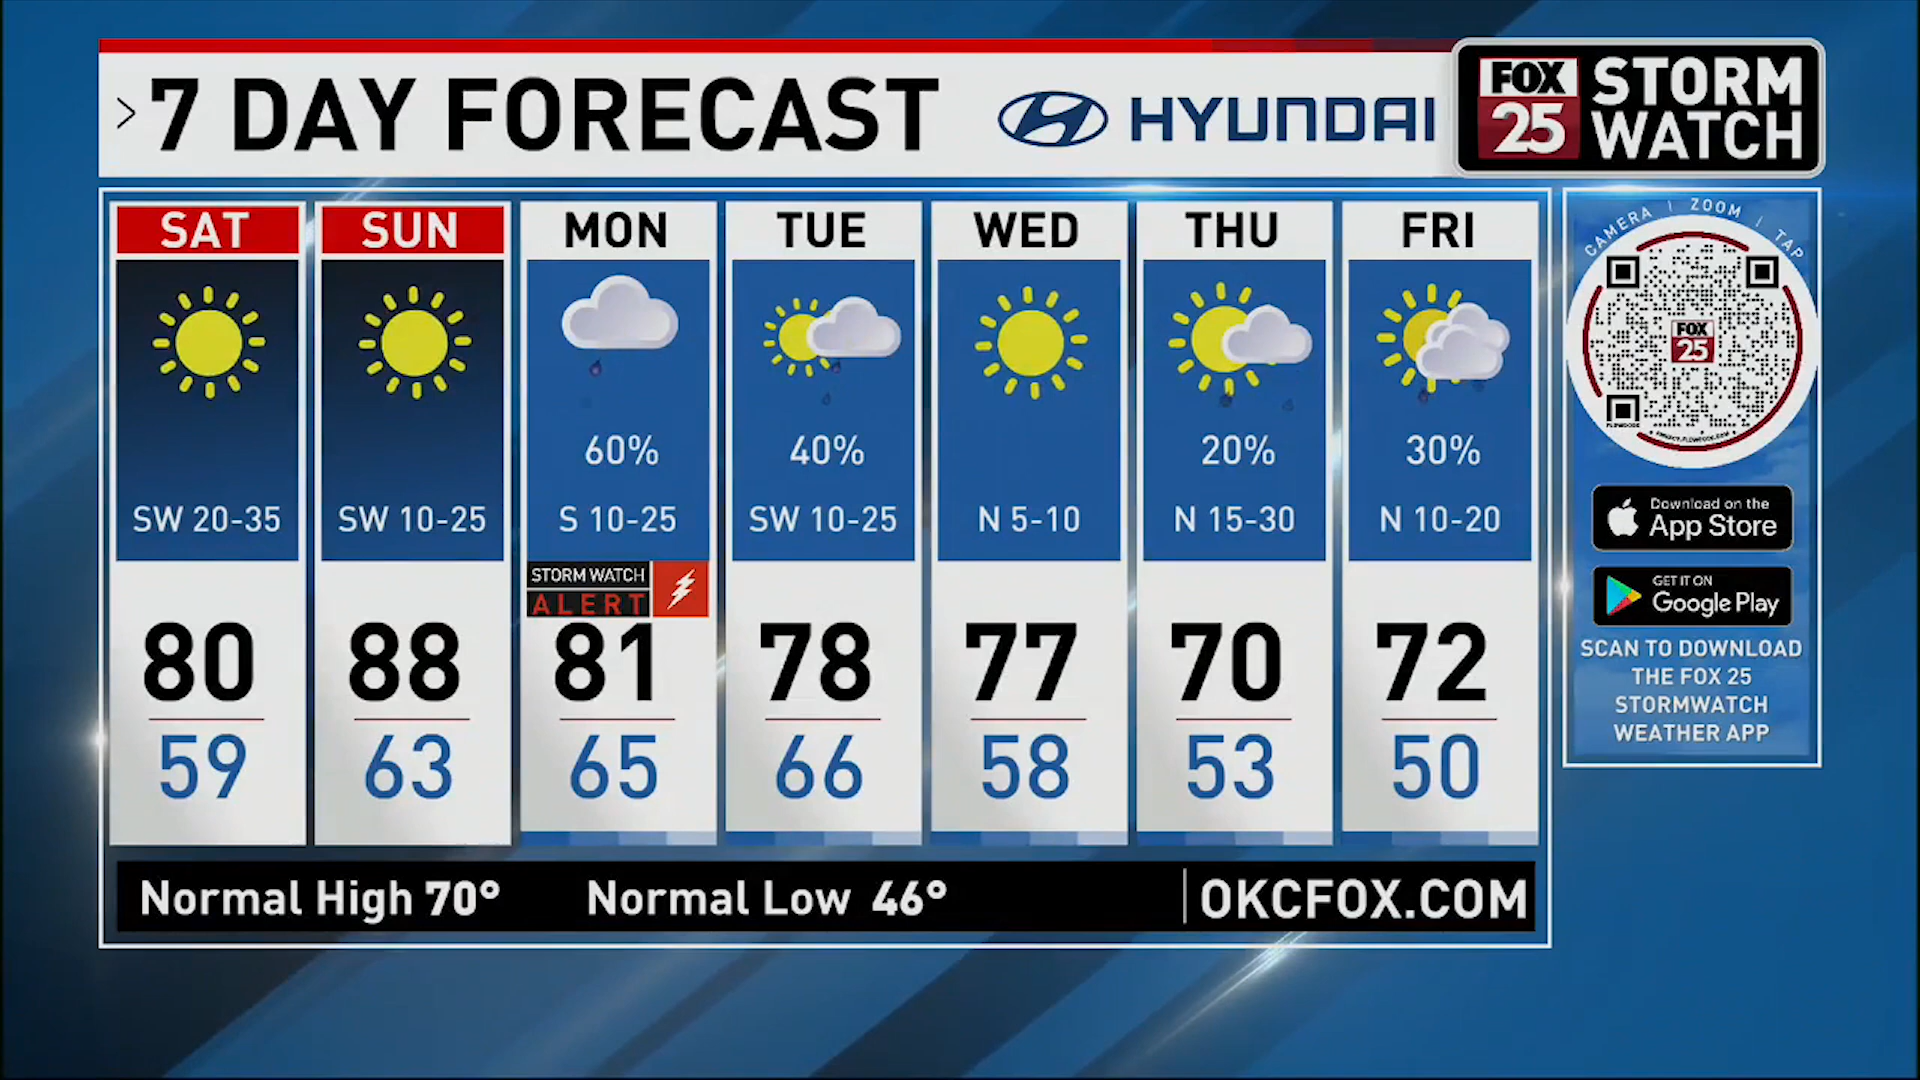 > 7 DAY FORECAST
HYUNDAI
FOX 25
STORM WATCH
SAT
SW 20-35
80
59
SUN
SW 10-25
88
63
MON
60%
S 10-25
STORM WATCH
ALERT
81
65
TUE
40%
SW 10-25
78
66
WED
N 5-10
77
58
THU
20%
N 15-30
70
53
FRI
30%
N 10-20
72
50
Normal High 70°
Normal Low 46°
OKCFOX.COM
CAMERA | ZOOM | TAP
FOX
25
Download on the
App Store
GET IT ON
Google Play
SCAN TO DOWNLOAD
THE FOX 25
STORMWATCH
WEATHER APP